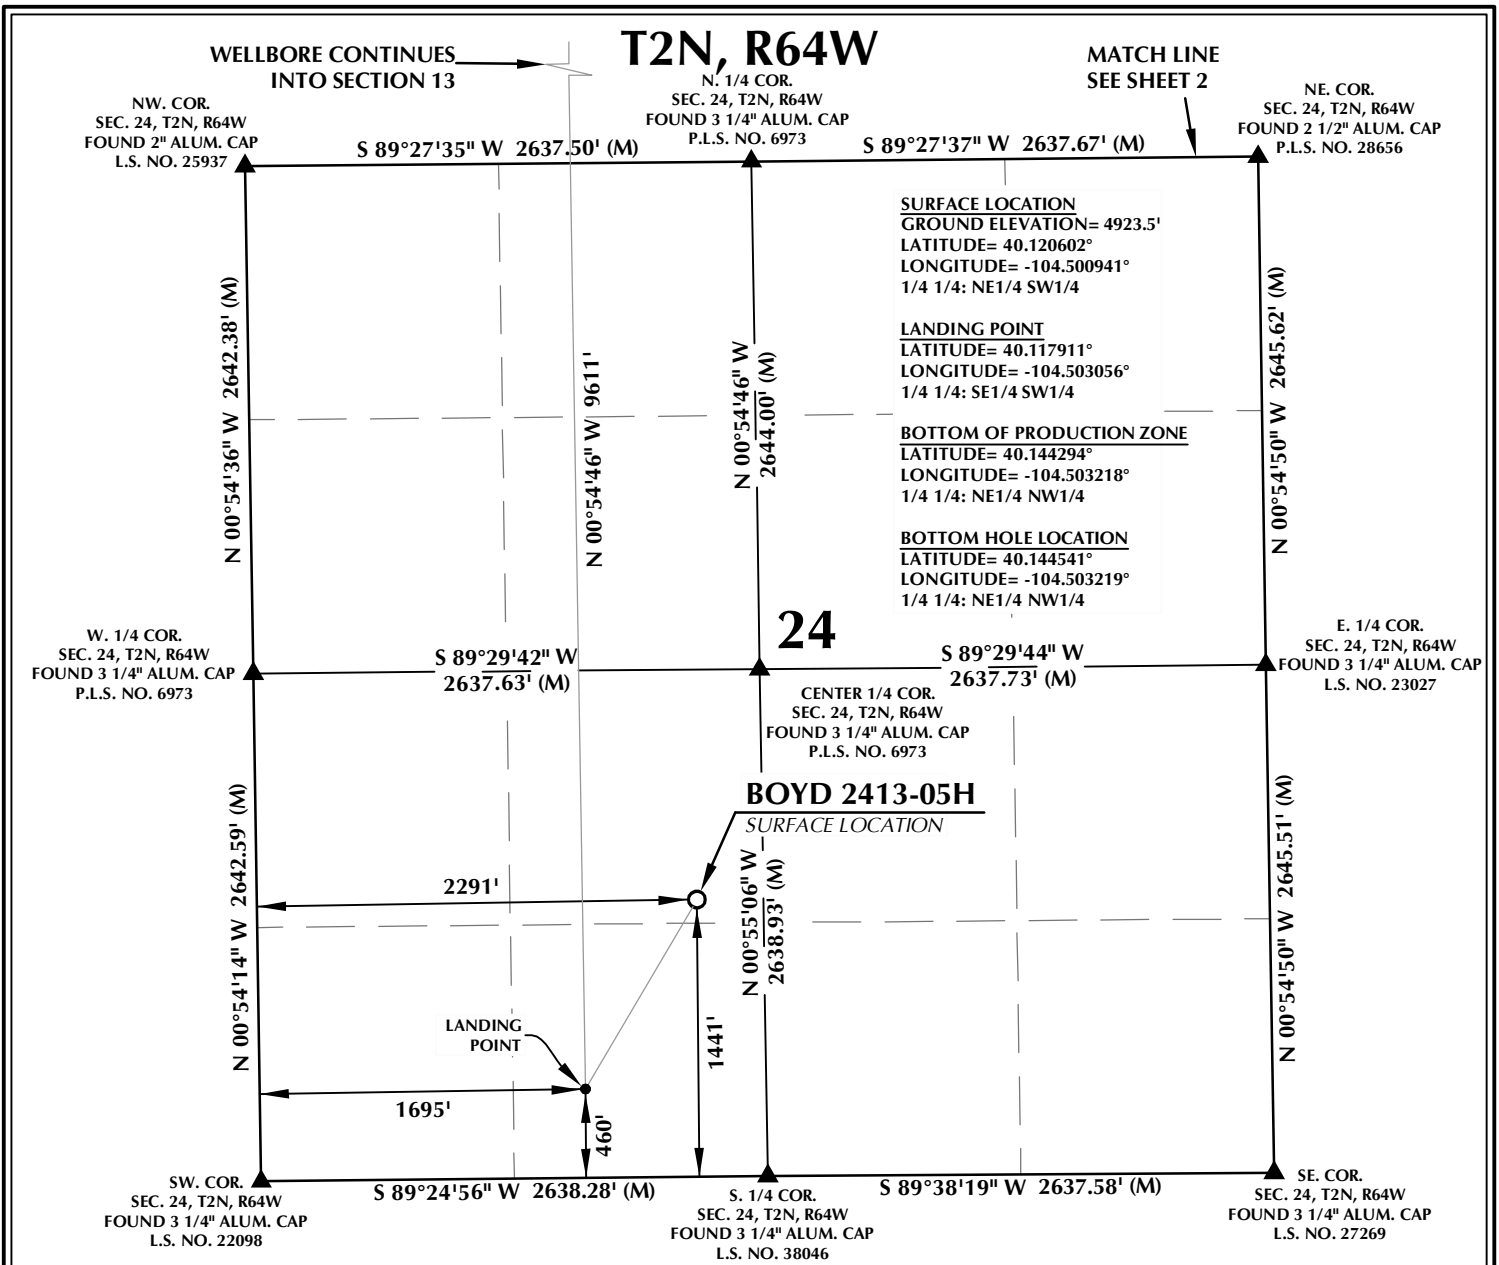 T2N, R64W
WELLBORE CONTINUES
INTO SECTION 13
MATCH LINE
SEE SHEET 2
NW. COR.
SEC. 24, T2N, R64W
FOUND 2" ALUM. CAP
L.S. NO. 25937
N. 1/4 COR.
SEC. 24, T2N, R64W
FOUND 3 1/4" ALUM. CAP
P.L.S. NO. 6973
NE. COR.
SEC. 24, T2N, R64W
FOUND 2 1/2" ALUM. CAP
P.L.S. NO. 28656
S 89°27'35" W 2637.50' (M)
S 89°27'37" W 2637.67' (M)
SURFACE LOCATION
GROUND ELEVATION= 4923.5'
LATITUDE= 40.120602°
LONGITUDE= -104.500941°
1/4 1/4: NE1/4 SW1/4
LANDING POINT
LATITUDE= 40.117911°
LONGITUDE= -104.503056°
1/4 1/4: SE1/4 SW1/4
BOTTOM OF PRODUCTION ZONE
LATITUDE= 40.144294°
LONGITUDE= -104.503218°
1/4 1/4: NE1/4 NW1/4
BOTTOM HOLE LOCATION
LATITUDE= 40.144541°
LONGITUDE= -104.503219°
1/4 1/4: NE1/4 NW1/4
N 00°54'36" W 2642.38' (M)
N 00°54'46" W 9611'
N 00°54'46" W
2644.00' (M)
N 00°54'50" W 2645.62' (M)
24
W. 1/4 COR.
SEC. 24, T2N, R64W
FOUND 3 1/4" ALUM. CAP
P.L.S. NO. 6973
S 89°29'42" W
2637.63' (M)
S 89°29'44" W
2637.73' (M)
E. 1/4 COR.
SEC. 24, T2N, R64W
FOUND 3 1/4" ALUM. CAP
L.S. NO. 23027
CENTER 1/4 COR.
SEC. 24, T2N, R64W
FOUND 3 1/4" ALUM. CAP
P.L.S. NO. 6973
BOYD 2413-05H
SURFACE LOCATION
N 00°54'14" W 2642.59' (M)
2291'
N 00°55'06" W
2638.93' (M)
N 00°54'50" W 2645.51' (M)
LANDING
POINT
1441'
1695'
460'
SW. COR.
SEC. 24, T2N, R64W
FOUND 3 1/4" ALUM. CAP
L.S. NO. 22098
S 89°24'56" W 2638.28' (M)
S. 1/4 COR.
SEC. 24, T2N, R64W
FOUND 3 1/4" ALUM. CAP
L.S. NO. 38046
S 89°38'19" W 2637.58' (M)
SE. COR.
SEC. 24, T2N, R64W
FOUND 3 1/4" ALUM. CAP
L.S. NO. 27269